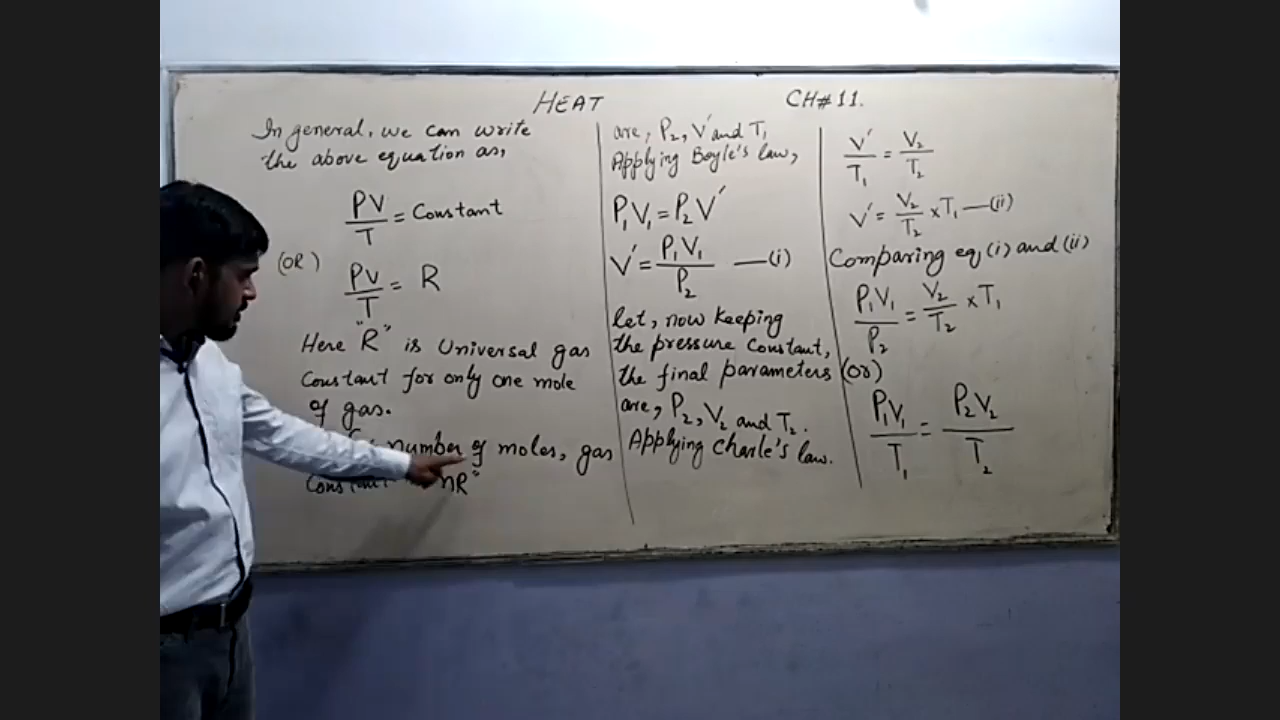 HEAT CH# 11.
In general, we can write
the above equation as,
PV/T = Constant
(OR)
PV/T = R
Here "R" is Universal gas
Constant for only one mole
of gas.
number of moles, gas
Const nR"
are, P₂, V' and T₁
Applying Boyle's law,
P₁V₁ = P₂V'
V' = P₁V₁/P₂ —(i)
let, now keeping
the pressure constant,
the final parameters
are, P₂, V₂ and T₂.
Applying Charle's law.
V'/T₁ = V₂/T₂
V' = V₂/T₂ × T₁ —(ii)
Comparing eq (i) and (ii)
P₁V₁/P₂ = V₂/T₂ × T₁
(or)
P₁V₁/T₁ = P₂V₂/T₂